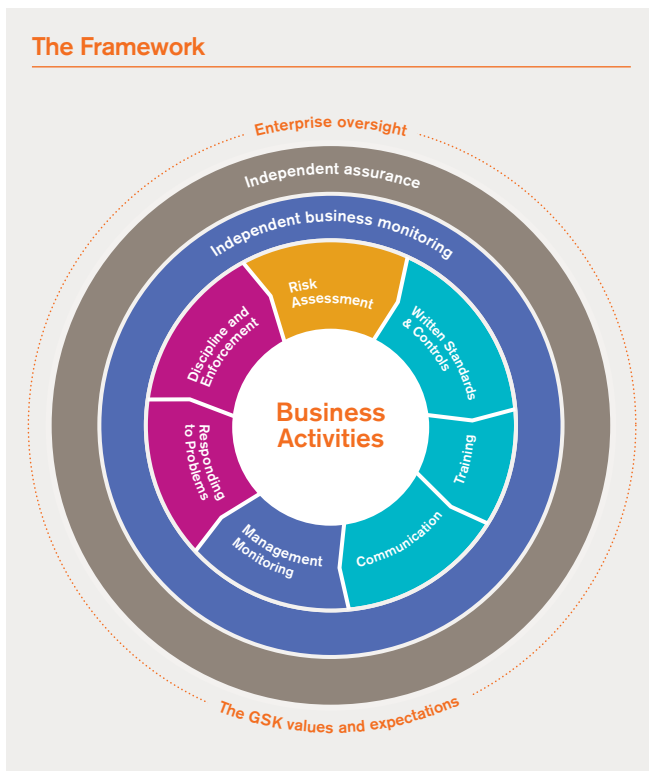 The Framework
Enterprise oversight
Independent assurance
Independent business monitoring
Risk
Assessment
Written Standards
& Controls
Training
Communication
Management
Monitoring
Responding
to Problems
Discipline and
Enforcement
Business
Activities
The GSK values and expectations